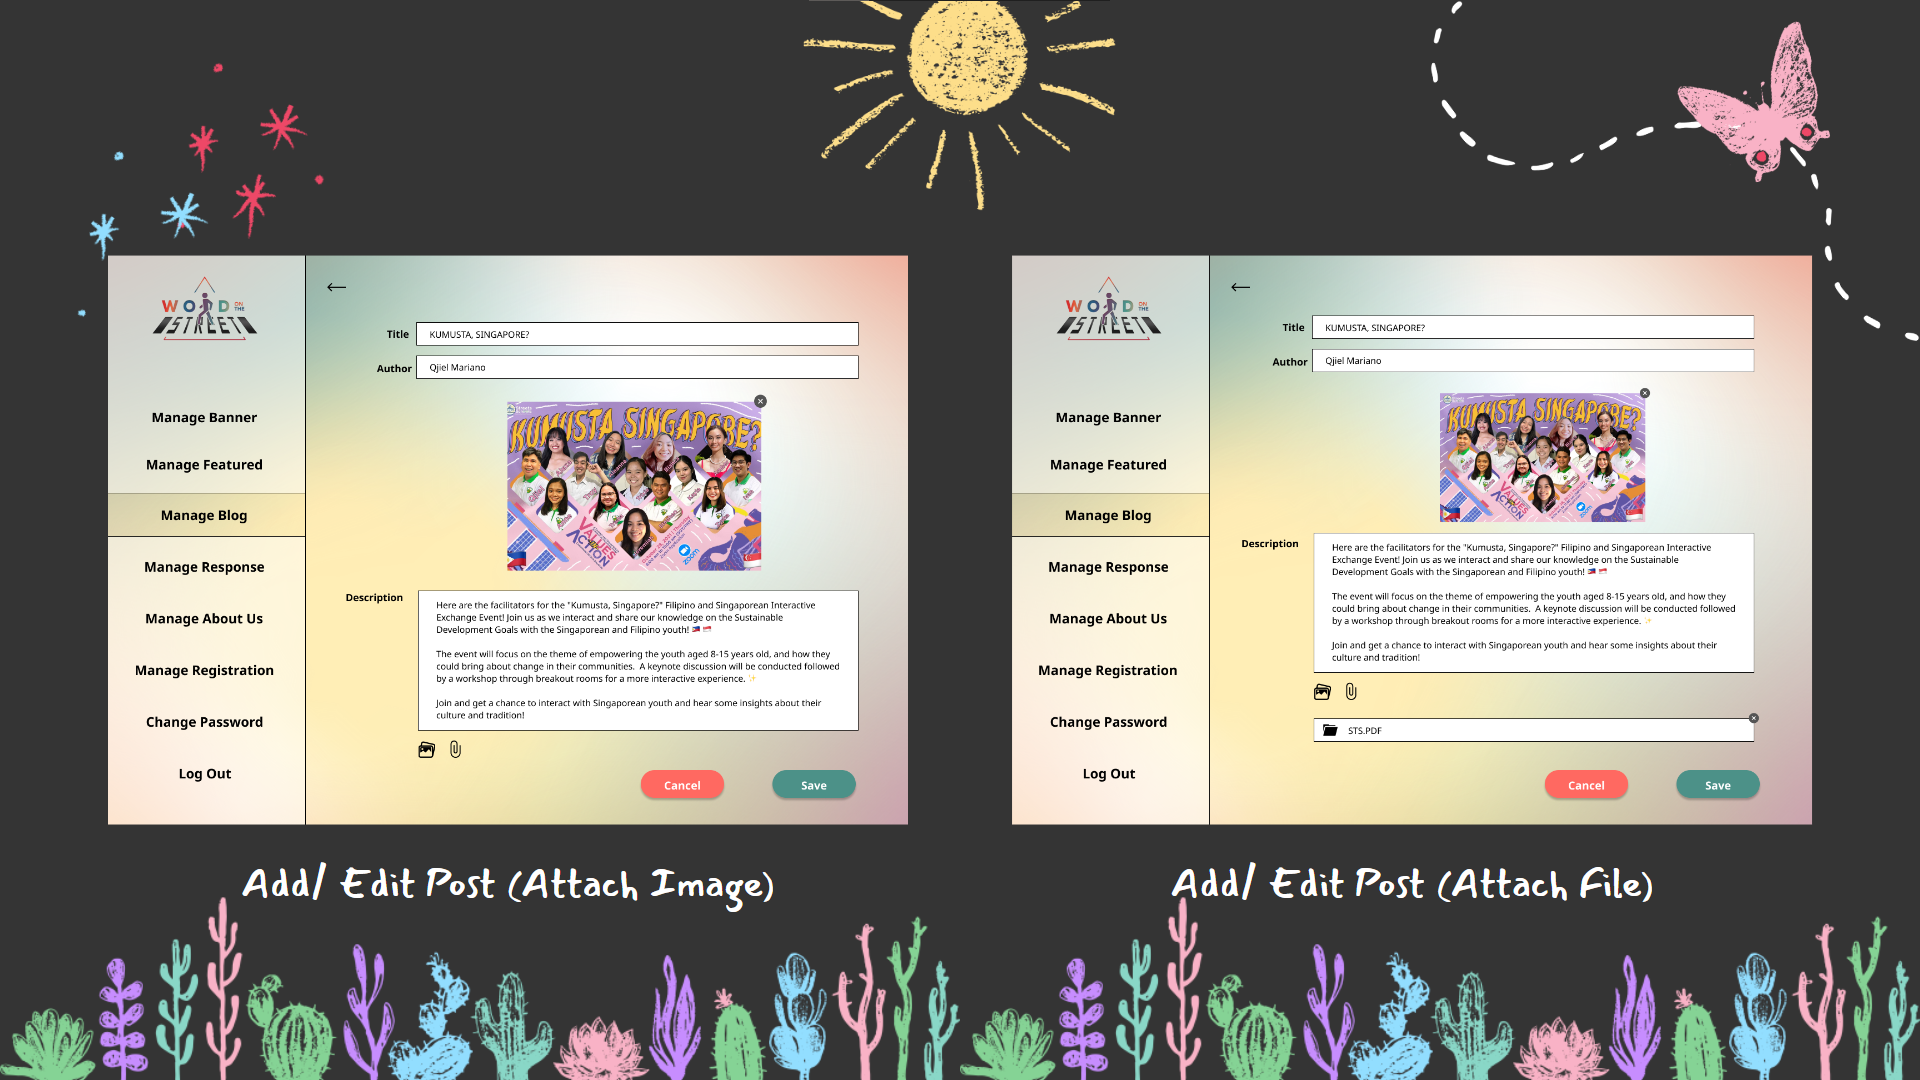 WORD
ON
THE
STREET
Manage Banner
Manage Featured
Manage Blog
Manage Response
Manage About Us
Manage Registration
Change Password
Log Out
Title
KUMUSTA, SINGAPORE?
Author
Qjiel Mariano
KUMUSTA SINGAPORE?
VALUES
ACTION
zoom
Description
Here are the facilitators for the "Kumusta, Singapore?" Filipino and Singaporean Interactive
Exchange Event! Join us as we interact and share our knowledge on the Sustainable
Development Goals with the Singaporean and Filipino youth! 🇵🇭 🇸🇬
The event will focus on the theme of empowering the youth aged 8-15 years old, and how they
could bring about change in their communities.  A keynote discussion will be conducted followed
by a workshop through breakout rooms for a more interactive experience. ✨
Join and get a chance to interact with Singaporean youth and hear some insights about their
culture and tradition!
Cancel
Save
Add/ Edit Post (Attach Image)
WORD
ON
THE
STREET
Manage Banner
Manage Featured
Manage Blog
Manage Response
Manage About Us
Manage Registration
Change Password
Log Out
Title
KUMUSTA, SINGAPORE?
Author
Qjiel Mariano
KUMUSTA SINGAPORE?
VALUES
ACTION
zoom
Description
Here are the facilitators for the "Kumusta, Singapore?" Filipino and Singaporean Interactive
Exchange Event! Join us as we interact and share our knowledge on the Sustainable
Development Goals with the Singaporean and Filipino youth! 🇵🇭 🇸🇬
The event will focus on the theme of empowering the youth aged 8-15 years old, and how they
could bring about change in their communities.  A keynote discussion will be conducted followed
by a workshop through breakout rooms for a more interactive experience. ✨
Join and get a chance to interact with Singaporean youth and hear some insights about their
culture and tradition!
STS.PDF
Cancel
Save
Add/ Edit Post (Attach File)